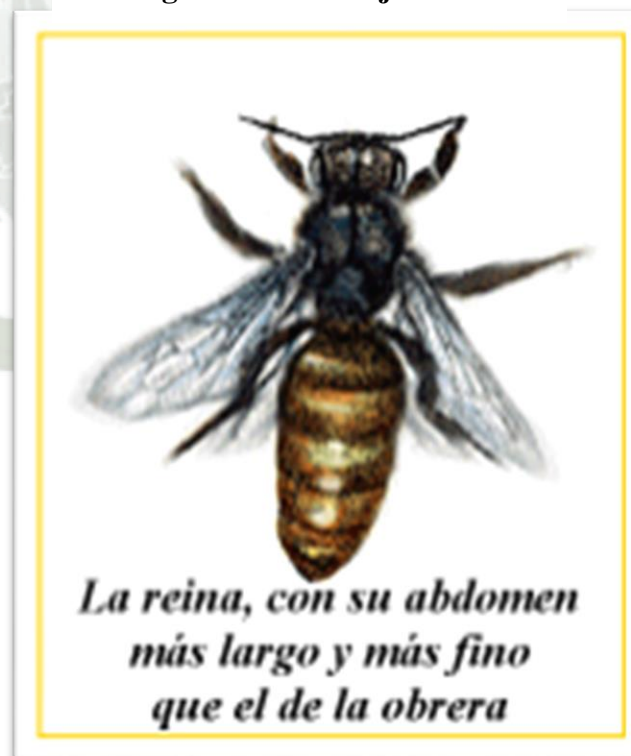 La reina, con su abdomen
más largo y más fino
que el de la obrera